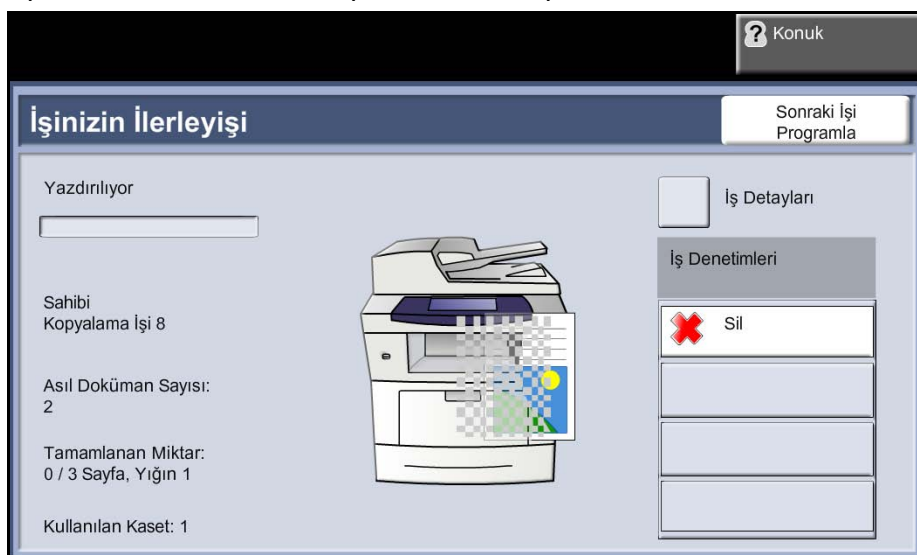 Konuk
İşinizin İlerleyişi
Sonraki İşi
Programla
Yazdırılıyor
İş Detayları
İş Denetimleri
Sahibi
Kopyalama İşi 8
Sil
Asıl Doküman Sayısı:
2
Tamamlanan Miktar:
0 / 3 Sayfa, Yığın 1
Kullanılan Kaset: 1